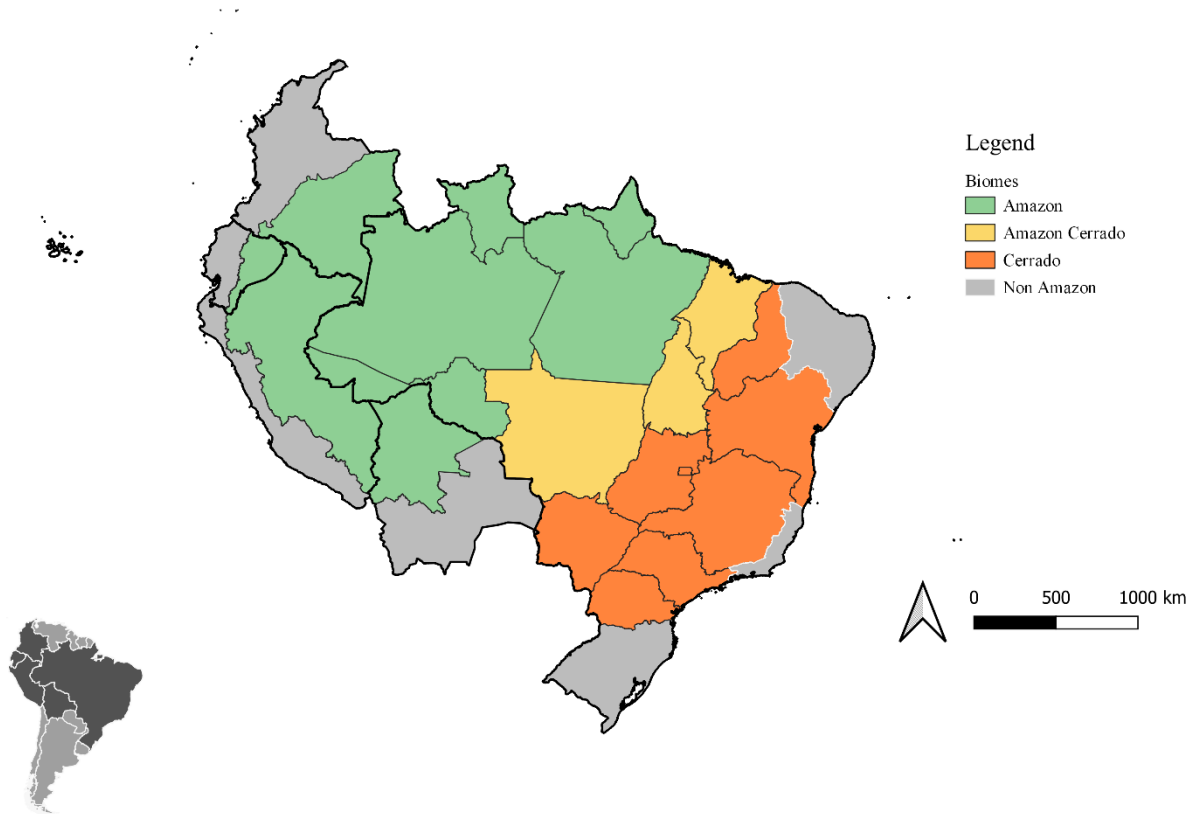 Legend
Biomes
Amazon
Amazon Cerrado
Cerrado
Non Amazon
0 500 1000 km